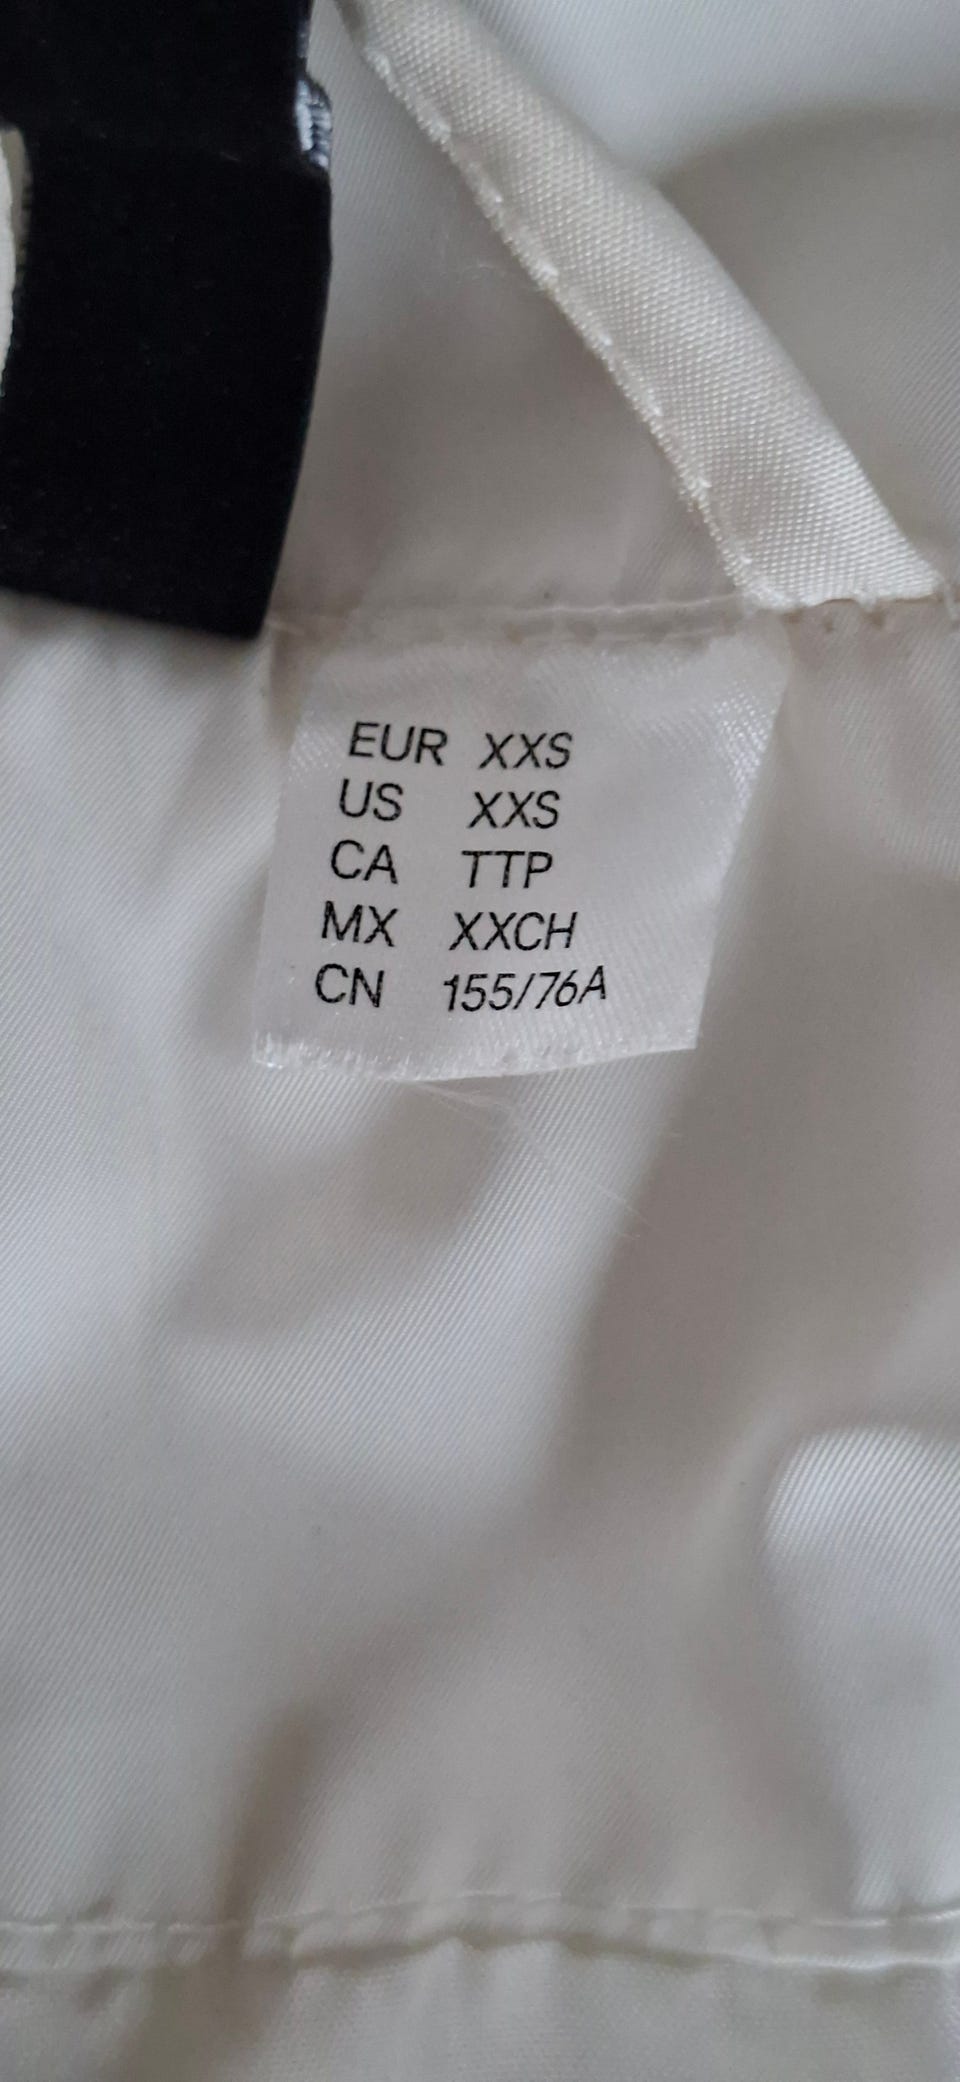 EUR XXS
US XXS
CA TTP
MX XXCH
CN 155/76A